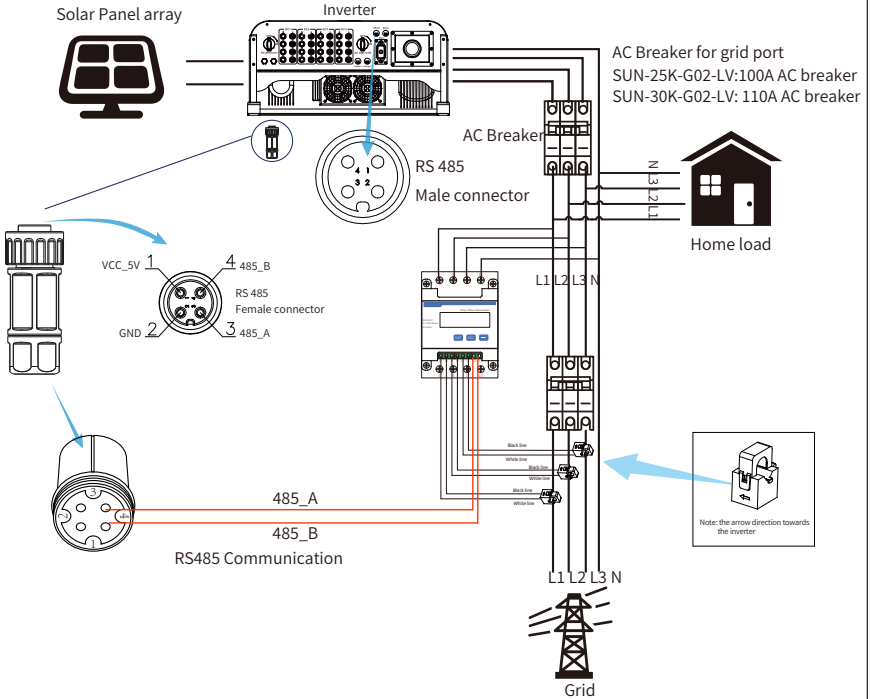 Solar Panel array
Inverter
AC Breaker for grid port
SUN-25K-G02-LV:100A AC breaker
SUN-30K-G02-LV: 110A AC breaker
AC Breaker
4 1
3 2
RS 485
Male connector
N
L3
L2
L1
Home load
VCC_5V 1
4 485_B
RS 485
Female connector
GND 2
3 485_A
L1 L2 L3 N
Black line
White line
Black line
White line
Black line
White line
Note: the arrow direction towards
the inverter
3
2
4
1
485_A
485_B
RS485 Communication
L1 L2 L3 N
Grid